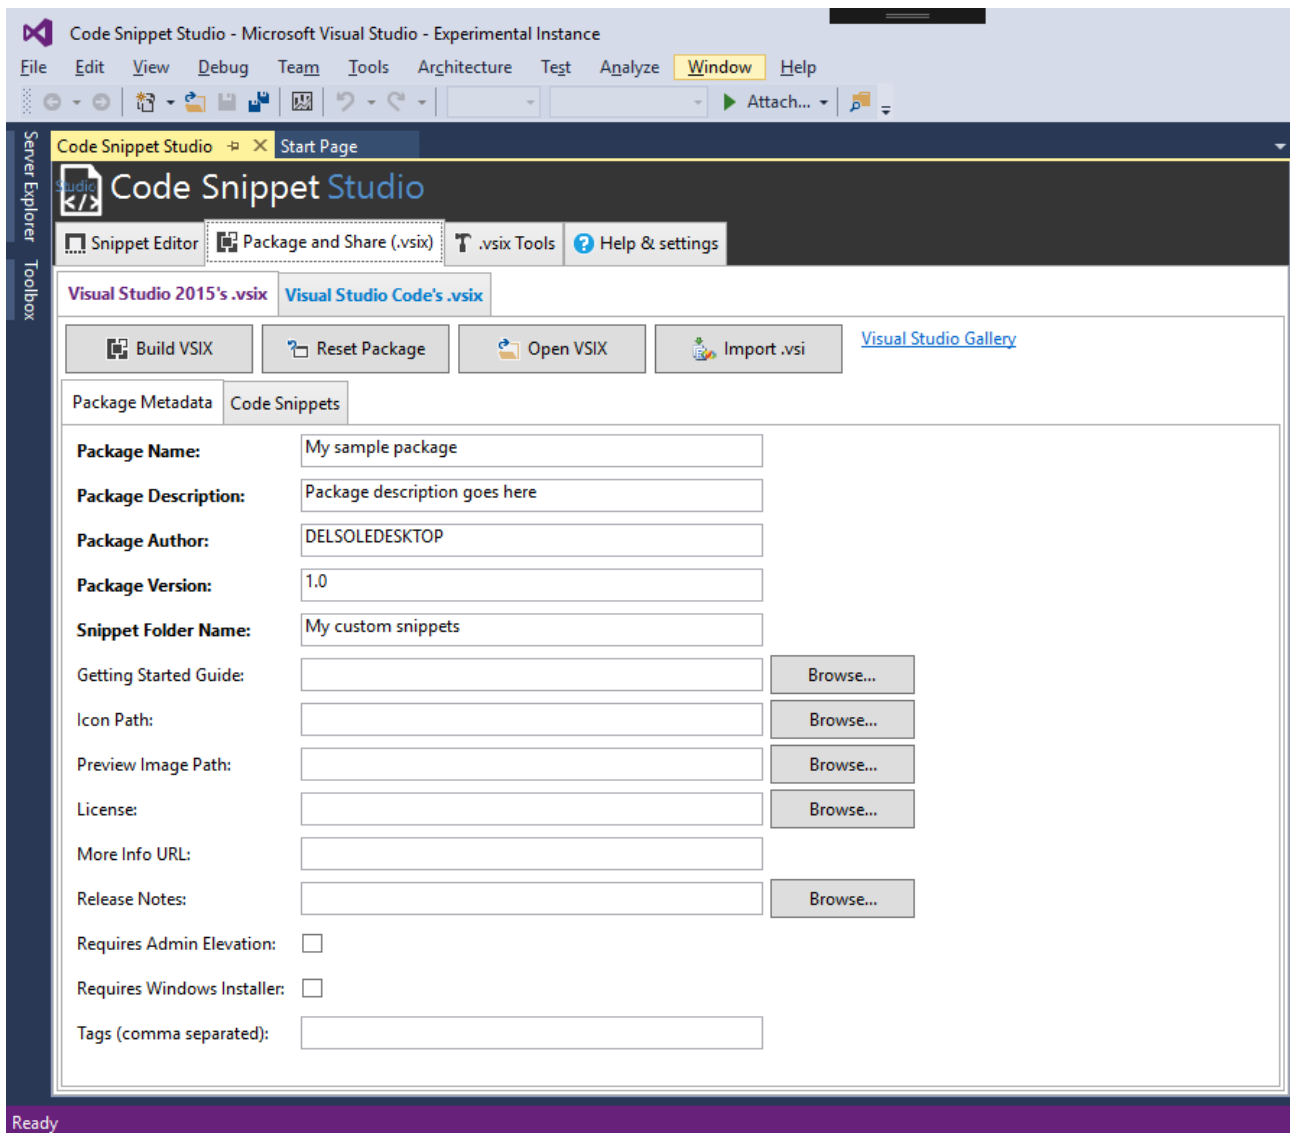 Code Snippet Studio - Microsoft Visual Studio - Experimental Instance
File Edit View Debug Team Tools Architecture Test Analyze Window Help
Attach...
Server Explorer
Toolbox
Code Snippet Studio Start Page
Studio
</>
Code Snippet Studio
Snippet Editor Package and Share (.vsix) .vsix Tools Help & settings
Visual Studio 2015's .vsix Visual Studio Code's .vsix
Build VSIX Reset Package Open VSIX Import .vsi Visual Studio Gallery
Package Metadata Code Snippets
Package Name: My sample package
Package Description: Package description goes here
Package Author: DELSOLEDESKTOP
Package Version: 1.0
Snippet Folder Name: My custom snippets
Getting Started Guide: Browse...
Icon Path: Browse...
Preview Image Path: Browse...
License: Browse...
More Info URL:
Release Notes: Browse...
Requires Admin Elevation:
Requires Windows Installer:
Tags (comma separated):
Ready